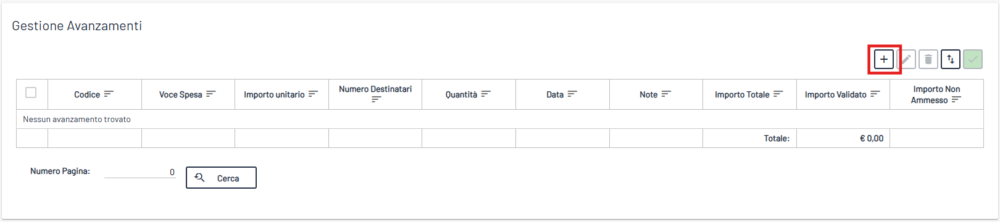 Gestione Avanzamenti
Codice Voce Spesa Importo unitario Numero Destinatari Quantità Data Note Importo Totale Importo Validato Importo Non Ammesso
Nessun avanzamento trovato
Totale: € 0,00
Numero Pagina: 0 Cerca